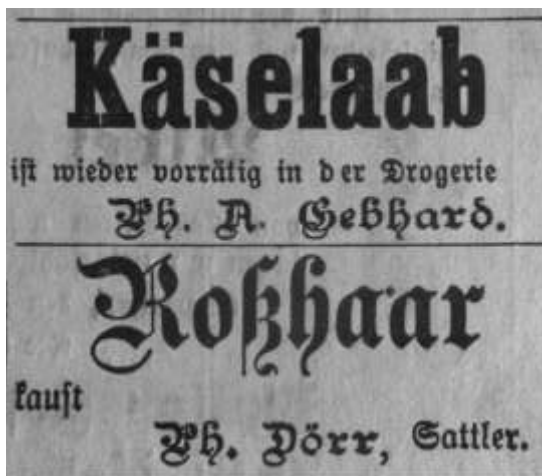 Käselaab
ist wieder vorrätig in der Drogerie
Ph. A. Gebhard.
Roßhaar
kauft
Ph. Dörr, Sattler.